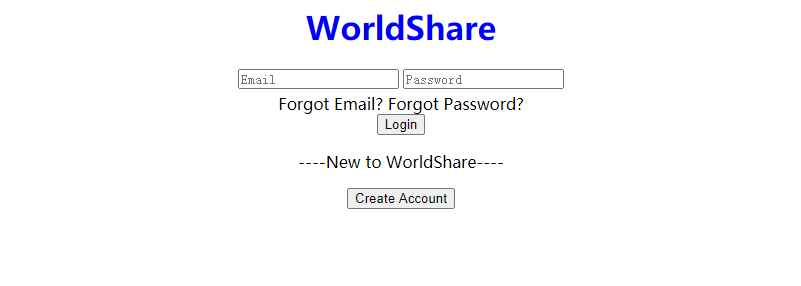 WorldShare
Email Password
Forgot Email? Forgot Password?
Login
----New to WorldShare----
Create Account